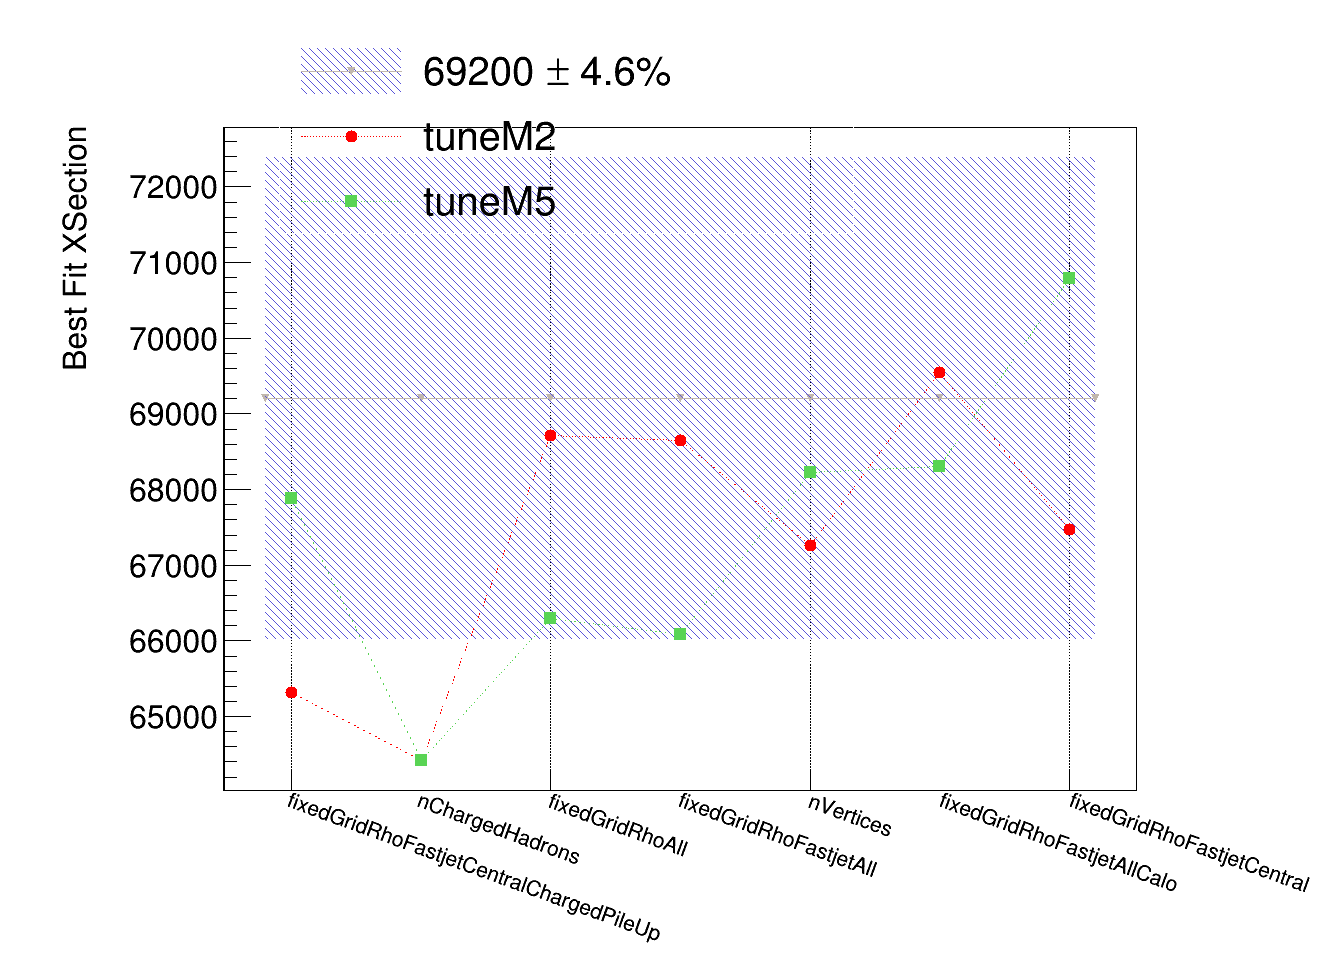 69200 ± 4.6%
tuneM2
tuneM5
Best Fit XSection
72000
71000
70000
69000
68000
67000
66000
65000
fixedGridRhoFastjetCentralChargedPileUp
nChargedHadrons
fixedGridRhoAll
fixedGridRhoFastjetAll
nVertices
fixedGridRhoFastjetAllCalo
fixedGridRhoFastjetCentral